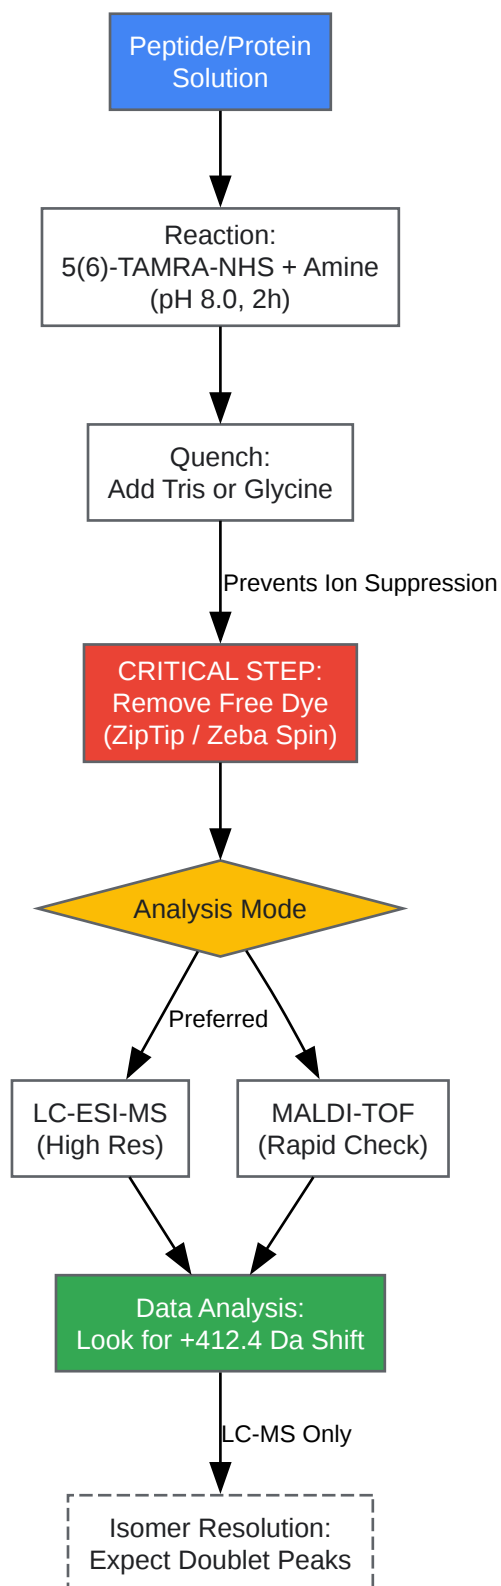 Peptide/Protein
Solution
Reaction:
5(6)-TAMRA-NHS + Amine
(pH 8.0, 2h)
Quench:
Add Tris or Glycine
Prevents Ion Suppression
CRITICAL STEP:
Remove Free Dye
(ZipTip / Zeba Spin)
Analysis Mode
Preferred
LC-ESI-MS
(High Res)
MALDI-TOF
(Rapid Check)
Data Analysis:
Look for +412.4 Da Shift
LC-MS Only
Isomer Resolution:
Expect Doublet Peaks